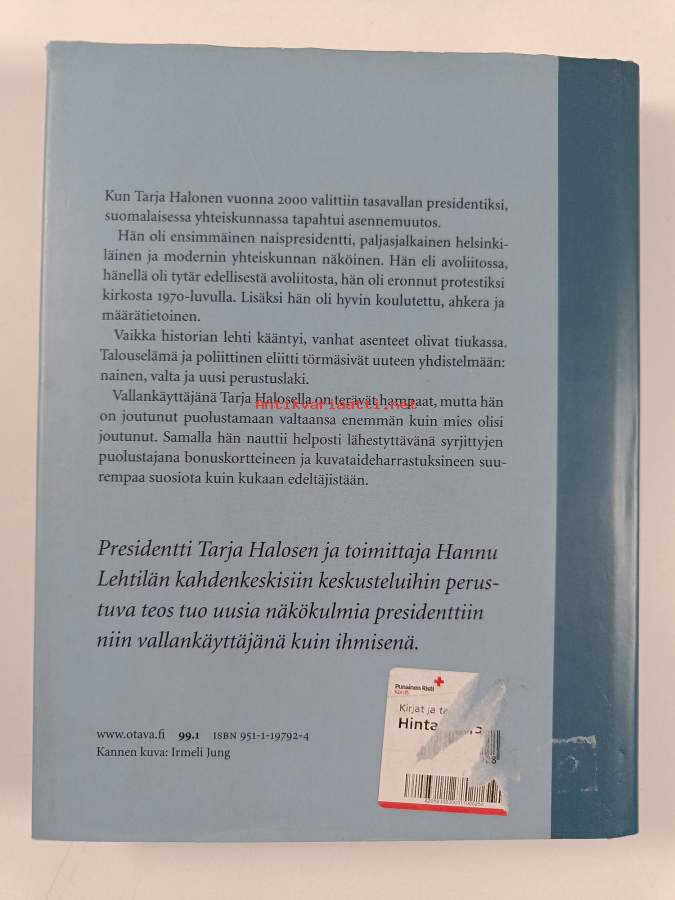 Kun Tarja Halonen vuonna 2000 valittiin tasavallan presidentiksi,
suomalaisessa yhteiskunnassa tapahtui asennemuutos.
Hän oli ensimmäinen naispresidentti, paljasjalkainen helsinki-
läinen ja modernin yhteiskunnan näköinen. Hän eli avoliitossa,
hänellä oli tytär edellisestä avoliitosta, hän oli eronnut protestiksi
kirkosta 1970-luvulla. Lisäksi hän oli hyvin koulutettu, ahkera ja
määrätietoinen.
Vaikka historian lehti kääntyi, vanhat asenteet olivat tiukassa.
Talouselämä ja poliittinen eliitti törmäsivät uuteen yhdistelmään:
nainen, valta ja uusi perustuslaki.
Vallankäyttäjänä Tarja Halosella on terävät hampaat, mutta hän
Antikvariaatti.net
on joutunut puolustamaan valtaansa enemmän kuin mies olisi
joutunut. Samalla hän nauttii helposti lähestyttävänä syrjittyjen
puolustajana bonuskortteineen ja kuvataideharrastuksineen suu-
rempaa suosiota kuin kukaan edeltäjistään.
Presidentti Tarja Halosen ja toimittaja Hannu
Lehtilän kahdenkeskisiin keskusteluihin perus-
tuva teos tuo uusia näkökulmia presidenttiin
niin vallankäyttäjänä kuin ihmisenä.
Punainen Risti
Kirjat ja
Hinta
www.otava.fi 99.1 ISBN 951-1-19792-4
Kannen kuva: Irmeli Jung